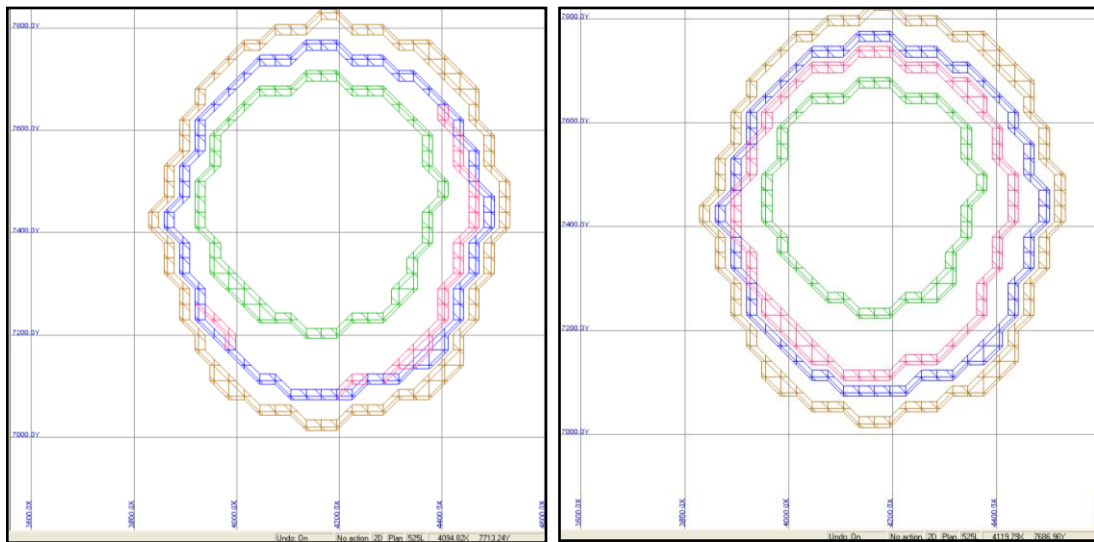 7800.0Y
7600.0Y
7400.0Y
7200.0Y
7000.0Y
3600.0X
3800.0X
4000.0X
4200.0X
4400.0X
4600.0X
Undo: On No action 2D Plan 525L 4094.82X 7713.24Y
7800.0Y
7600.0Y
7400.0Y
7200.0Y
7000.0Y
3600.0X
3800.0X
4000.0X
4200.0X
4400.0X
Undo: On No action 2D Plan 525L 4119.79X 7686.96Y